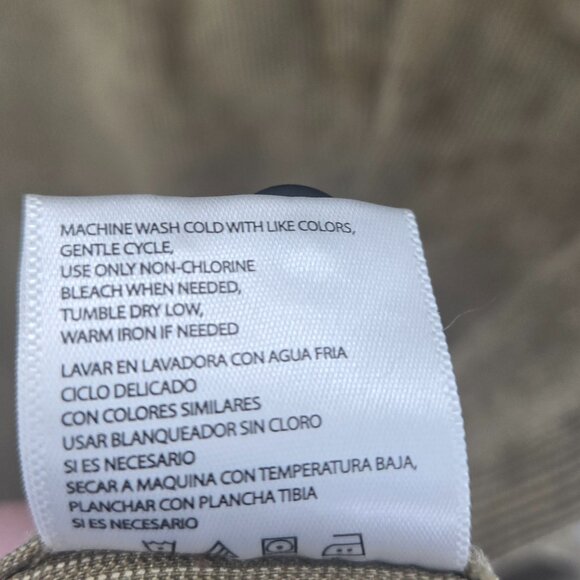 MACHINE WASH COLD WITH LIKE COLORS,
GENTLE CYCLE,
USE ONLY NON-CHLORINE
BLEACH WHEN NEEDED,
TUMBLE DRY LOW,
WARM IRON IF NEEDED
LAVAR EN LAVADORA CON AGUA FRIA
CICLO DELICADO
CON COLORES SIMILARES
USAR BLANQUEADOR SIN CLORO
SI ES NECESARIO
SECAR A MAQUINA CON TEMPERATURA BAJA,
PLANCHAR CON PLANCHA TIBIA
SI ES NECESARIO